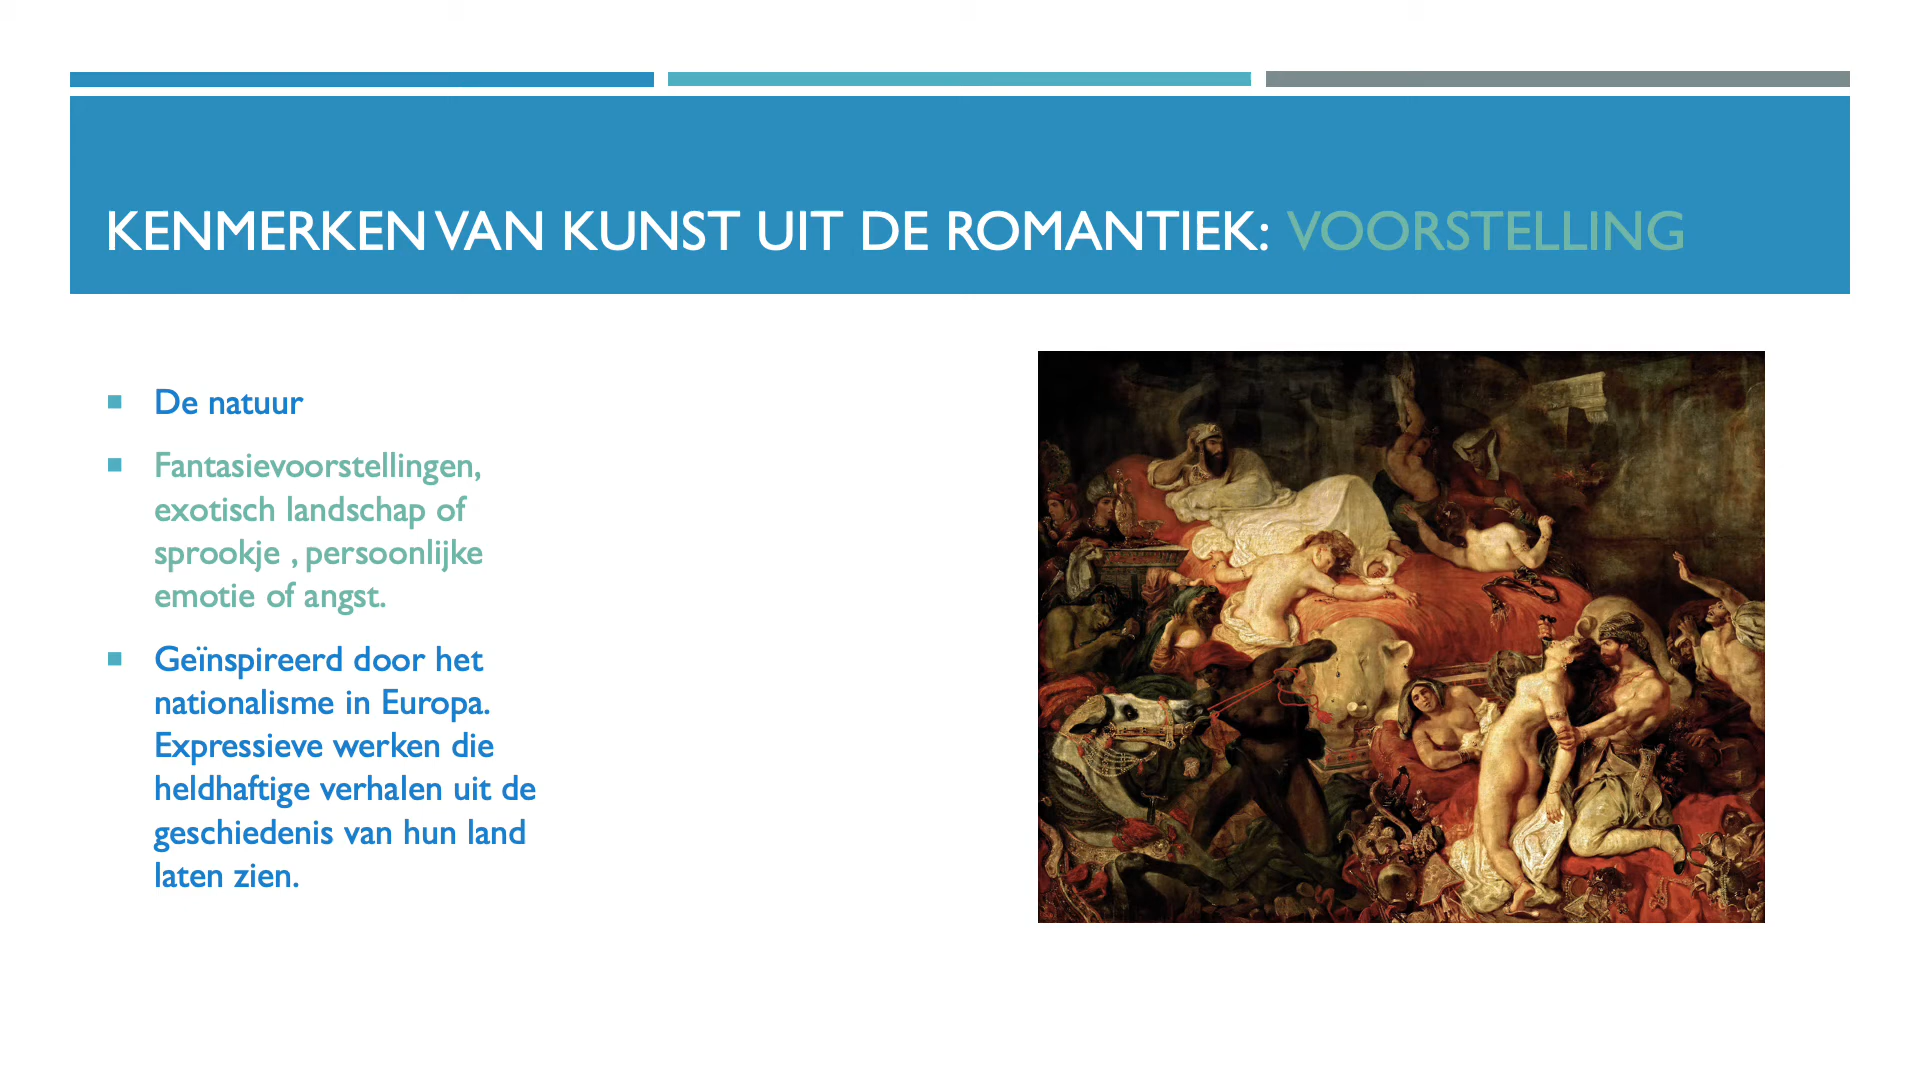 KENMERKEN VAN KUNST UIT DE ROMANTIEK: VOORSTELLING
De natuur
Fantasievoorstellingen,
exotisch landschap of
sprookje , persoonlijke
emotie of angst.
Geïnspireerd door het
nationalisme in Europa.
Expressieve werken die
heldhaftige verhalen uit de
geschiedenis van hun land
laten zien.